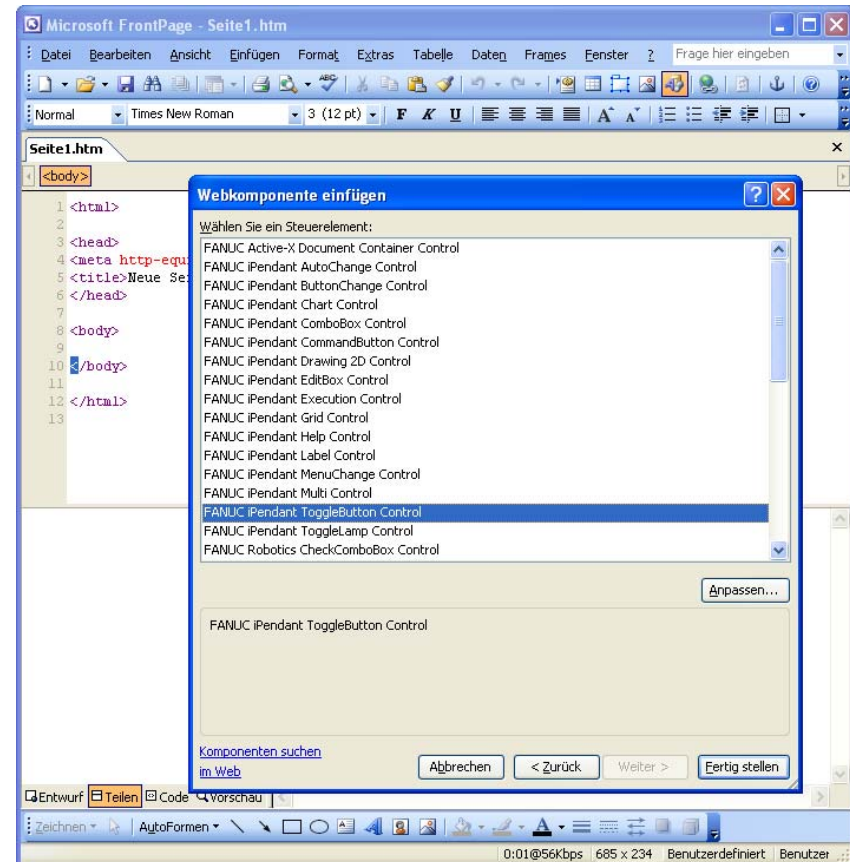 Microsoft FrontPage - Seite1.htm
Datei Bearbeiten Ansicht Einfügen Format Extras Tabelle Daten Frames Fenster ? Frage hier eingeben
Normal Times New Roman 3 (12 pt) F K U A A
Seite1.htm
<body>
Webkomponente einfügen
1 <html>
2
3 <head>
4 <meta http-equi
5 <title>Neue Sei
6 </head>
7
8 <body>
9
10 </body>
11
12 </html>
13
Wählen Sie ein Steuerelement:
FANUC Active-X Document Container Control
FANUC iPendant AutoChange Control
FANUC iPendant ButtonChange Control
FANUC iPendant Chart Control
FANUC iPendant ComboBox Control
FANUC iPendant CommandButton Control
FANUC iPendant Drawing 2D Control
FANUC iPendant EditBox Control
FANUC iPendant Execution Control
FANUC iPendant Grid Control
FANUC iPendant Help Control
FANUC iPendant Label Control
FANUC iPendant MenuChange Control
FANUC iPendant Multi Control
FANUC iPendant ToggleButton Control
FANUC iPendant ToggleLamp Control
FANUC Robotics CheckComboBox Control
Anpassen...
FANUC iPendant ToggleButton Control
Komponenten suchen
im Web
Abbrechen < Zurück Weiter > Fertig stellen
Entwurf Teilen Code Vorschau
Zeichnen AutoFormen A
0:01@56Kbps 685 x 234 Benutzerdefiniert Benutzer